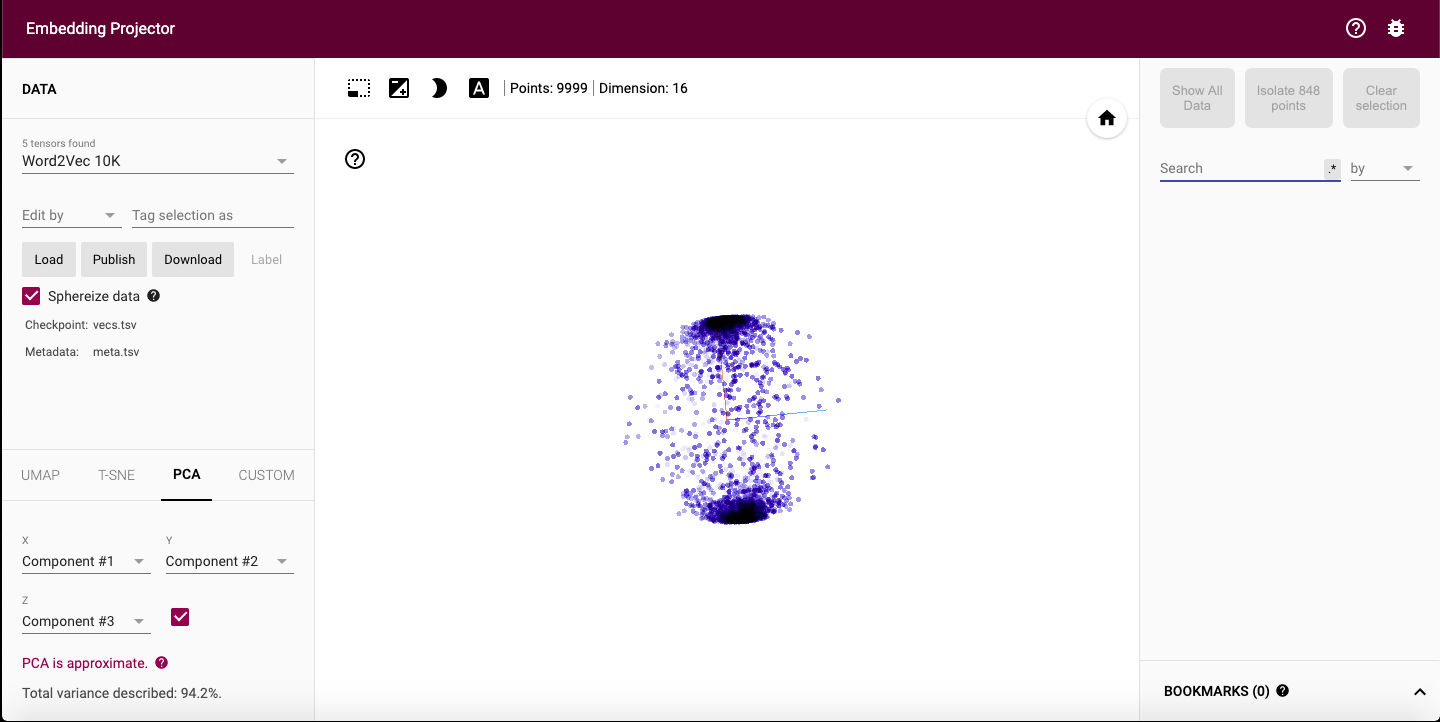 Embedding Projector
DATA
5 tensors found
Word2Vec 10K
Edit by
Tag selection as
Load
Publish
Download
Label
Sphereize data
Checkpoint: vecs.tsv
Metadata: meta.tsv
UMAP
T-SNE
PCA
CUSTOM
X
Component #1
Y
Component #2
Z
Component #3
PCA is approximate.
Total variance described: 94.2%.
A
Points: 9999
Dimension: 16
Show All
Data
Isolate 848
points
Clear
selection
Search
.*
by
BOOKMARKS (0)